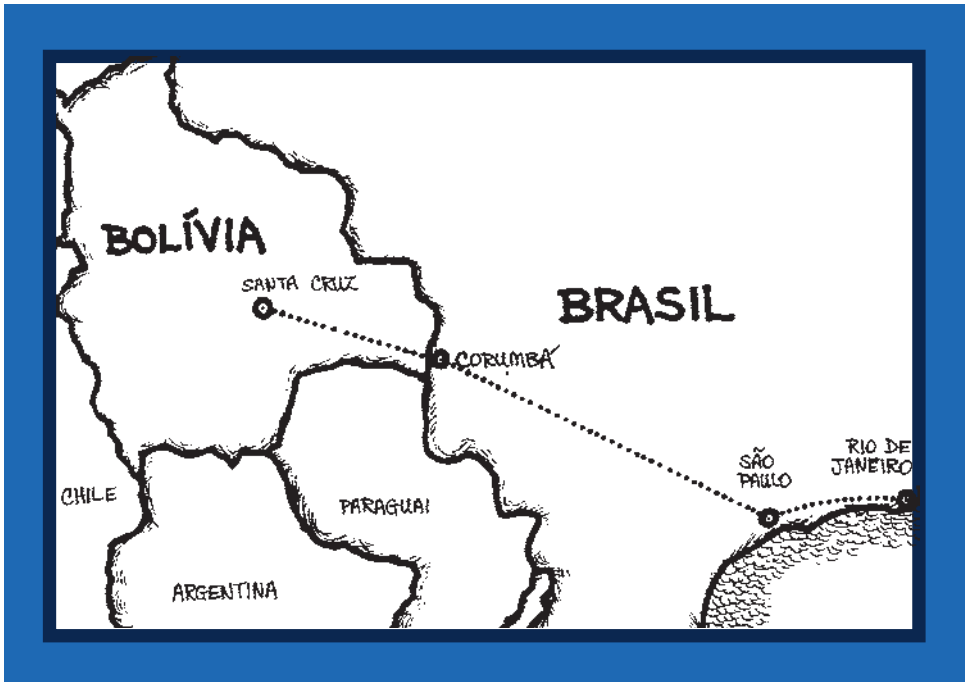 BOLÍVIA
SANTA CRUZ
BRASIL
CORUMBÁ
SÃO
PAULO
RIO DE
JANEIRO
CHILE
PARAGUAI
ARGENTINA